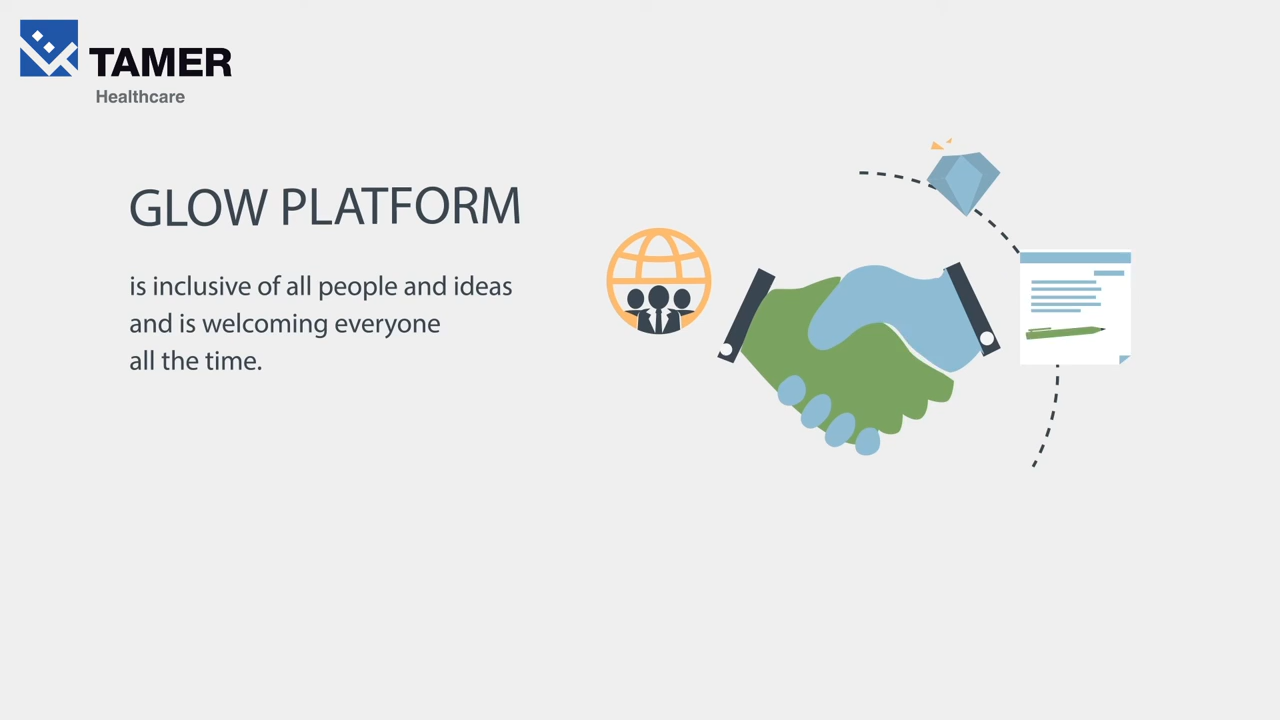 TAMER
Healthcare
GLOW PLATFORM
is inclusive of all people and ideas
and is welcoming everyone
all the time.